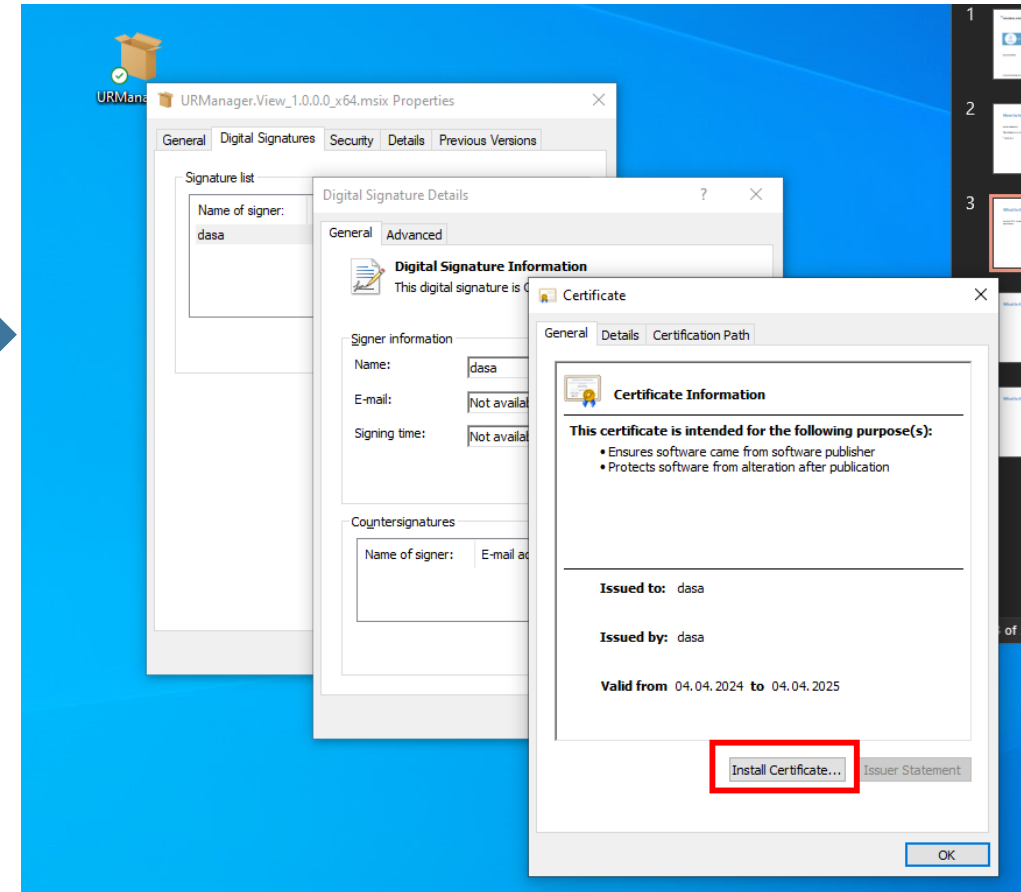 1
URMana
URManager.View_1.0.0.0_x64.msix Properties
General Digital Signatures Security Details Previous Versions
2
Signature list
Name of signer:
dasa
Digital Signature Details
?
3
General Advanced
Digital Signature Information
This digital signature is
Certificate
General Details Certification Path
Signer information
Name: dasa
E-mail: Not availab
Signing time: Not availab
Countersignatures
Name of signer: E-mail ad
Certificate Information
This certificate is intended for the following purpose(s):
• Ensures software came from software publisher
• Protects software from alteration after publication
Issued to: dasa
Issued by: dasa
Valid from 04.04.2024 to 04.04.2025
of
Install Certificate... Issuer Statement
OK